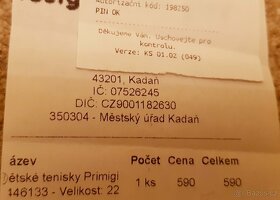 Autorizační kód: 198250
PIN OK
Děkujeme Vám. Uschovejte pro
kontrolu.
Verze: KS 01.02 (049)
43201, Kadaň
IČ: 07526245
DIČ: CZ9001182630
350304 - Městský úřad Kadaň
ázev Počet Cena Celkem
ětské tenisky Primigi 1 ks 590 590
446133 - Velikost: 22